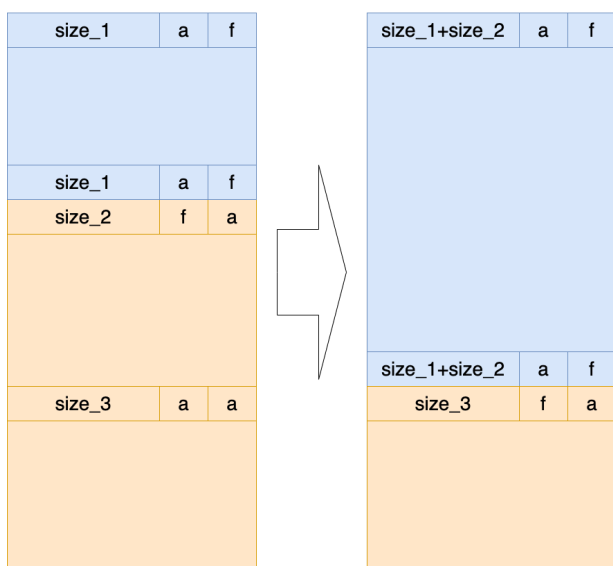 size_1 a f
size_1 a f
size_2 f a
size_3 a a
size_1+size_2 a f
size_1+size_2 a f
size_3 f a